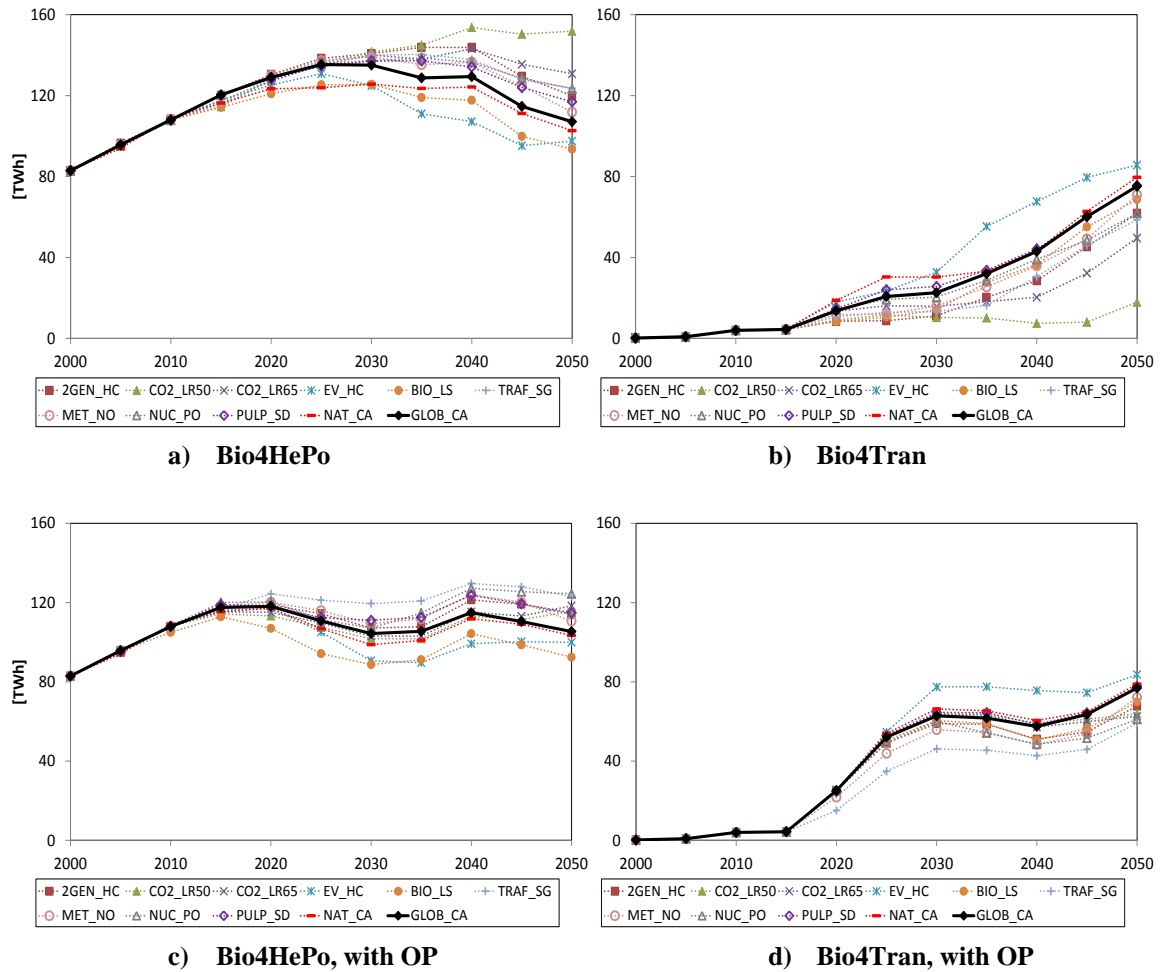 160
120
80
40
0
[TWh]
2000 2010 2020 2030 2040 2050
2GEN_HC CO2_LR50 CO2_LR65 EV_HC BIO_LS TRAF_SG
MET_NO NUC_PO PULP_SD NAT_CA GLOB_CA
a) Bio4HePo
160
120
80
40
0
2000 2010 2020 2030 2040 2050
2GEN_HC CO2_LR50 CO2_LR65 EV_HC BIO_LS TRAF_SG
MET_NO NUC_PO PULP_SD NAT_CA GLOB_CA
b) Bio4Tran
160
120
80
40
0
[TWh]
2000 2010 2020 2030 2040 2050
2GEN_HC CO2_LR50 CO2_LR65 EV_HC BIO_LS TRAF_SG
MET_NO NUC_PO PULP_SD NAT_CA GLOB_CA
c) Bio4HePo, with OP
160
120
80
40
0
2000 2010 2020 2030 2040 2050
2GEN_HC CO2_LR50 CO2_LR65 EV_HC BIO_LS TRAF_SG
MET_NO NUC_PO PULP_SD NAT_CA GLOB_CA
d) Bio4Tran, with OP